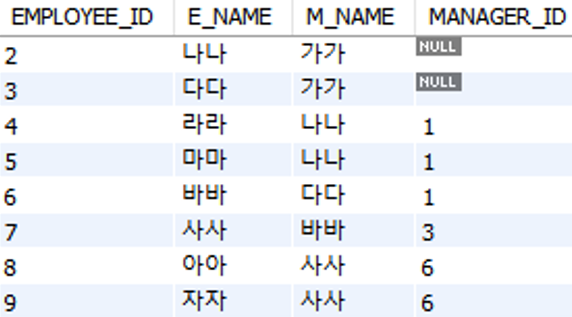 EMPLOYEE_ID E_NAME M_NAME MANAGER_ID
2 나나 가가 NULL
3 다다 가가 NULL
4 라라 나나 1
5 마마 나나 1
6 바바 다다 1
7 사사 바바 3
8 아아 사사 6
9 자자 사사 6